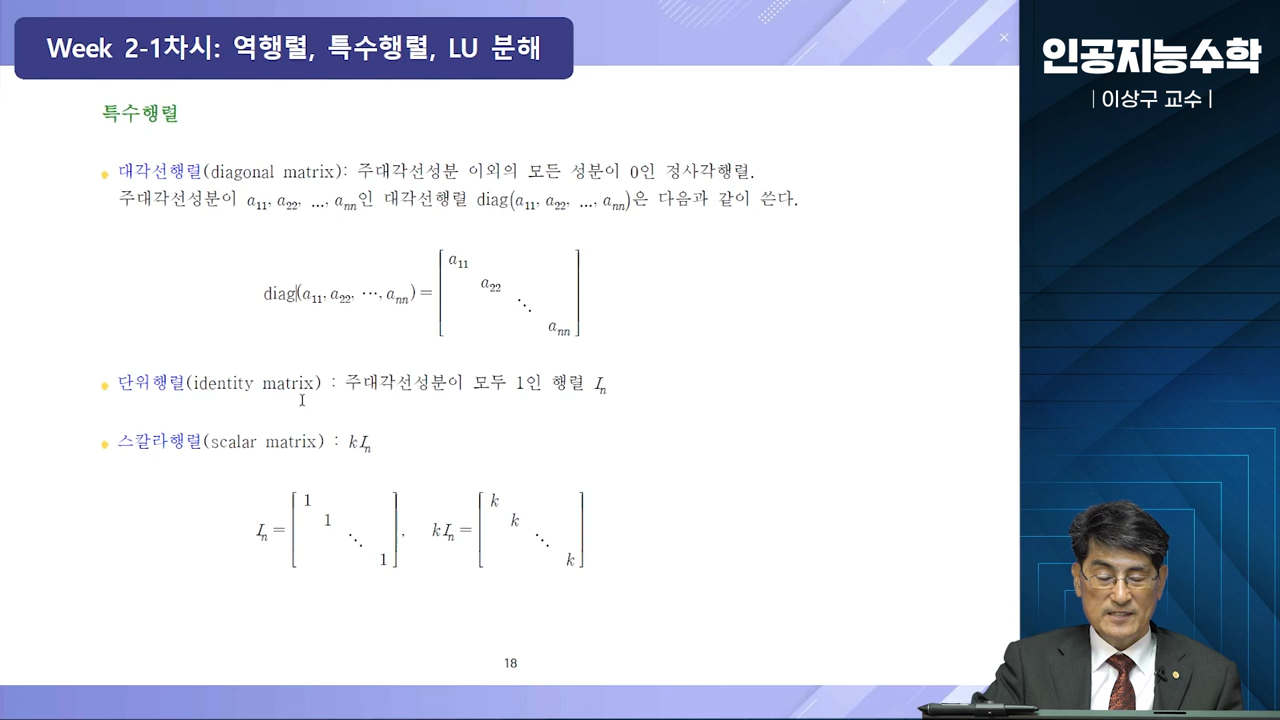 Week 2-1차시: 역행렬, 특수행렬, LU 분해
인공지능수학
| 이상구 교수 |
특수행렬
대각선행렬(diagonal matrix): 주대각선성분 이외의 모든 성분이 0인 정사각행렬.
주대각선성분이 a₁₁, a₂₂, ..., aₙₙ인 대각선행렬 diag(a₁₁, a₂₂, ..., aₙₙ)은 다음과 같이 쓴다.
diag(a₁₁, a₂₂, ⋯, aₙₙ) = [a₁₁ a₂₂ ⋱ aₙₙ]
단위행렬(identity matrix) : 주대각선성분이 모두 1인 행렬 Iₙ
스칼라행렬(scalar matrix) : kIₙ
Iₙ = [1 1 ⋱ 1], kIₙ = [k k ⋱ k]
18